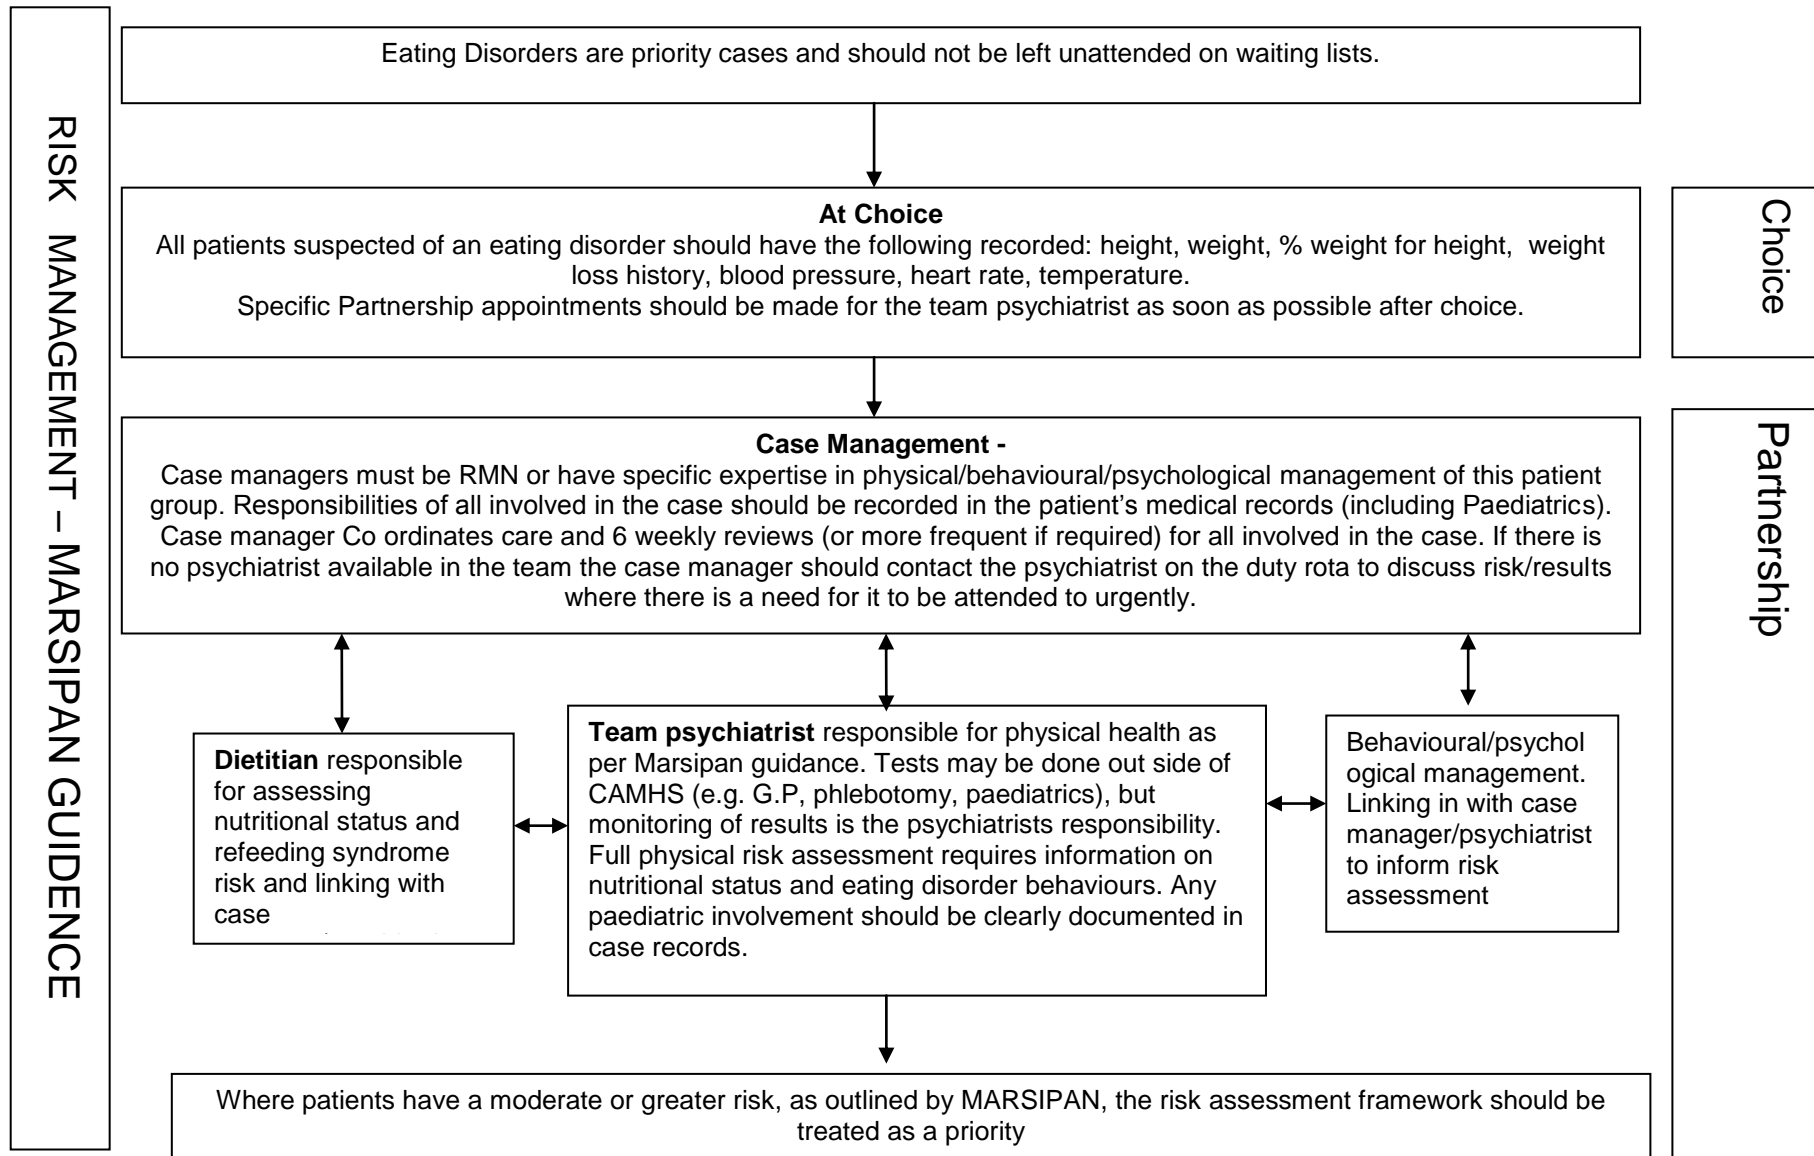 RISK MANAGEMENT – MARSIPAN GUIDENCE
Eating Disorders are priority cases and should not be left unattended on waiting lists.
At Choice
All patients suspected of an eating disorder should have the following recorded: height, weight, % weight for height, weight
loss history, blood pressure, heart rate, temperature.
Specific Partnership appointments should be made for the team psychiatrist as soon as possible after choice.
Choice
Case Management -
Case managers must be RMN or have specific expertise in physical/behavioural/psychological management of this patient
group. Responsibilities of all involved in the case should be recorded in the patient’s medical records (including Paediatrics).
Case manager Co ordinates care and 6 weekly reviews (or more frequent if required) for all involved in the case. If there is
no psychiatrist available in the team the case manager should contact the psychiatrist on the duty rota to discuss risk/results
where there is a need for it to be attended to urgently.
Partnership
Dietitian responsible
for assessing
nutritional status and
refeeding syndrome
risk and linking with
case
Team psychiatrist responsible for physical health as
per Marsipan guidance. Tests may be done out side of
CAMHS (e.g. G.P, phlebotomy, paediatrics), but
monitoring of results is the psychiatrists responsibility.
Full physical risk assessment requires information on
nutritional status and eating disorder behaviours. Any
paediatric involvement should be clearly documented in
case records.
Behavioural/psychol
ogical management.
Linking in with case
manager/psychiatrist
to inform risk
assessment
Where patients have a moderate or greater risk, as outlined by MARSIPAN, the risk assessment framework should be
treated as a priority